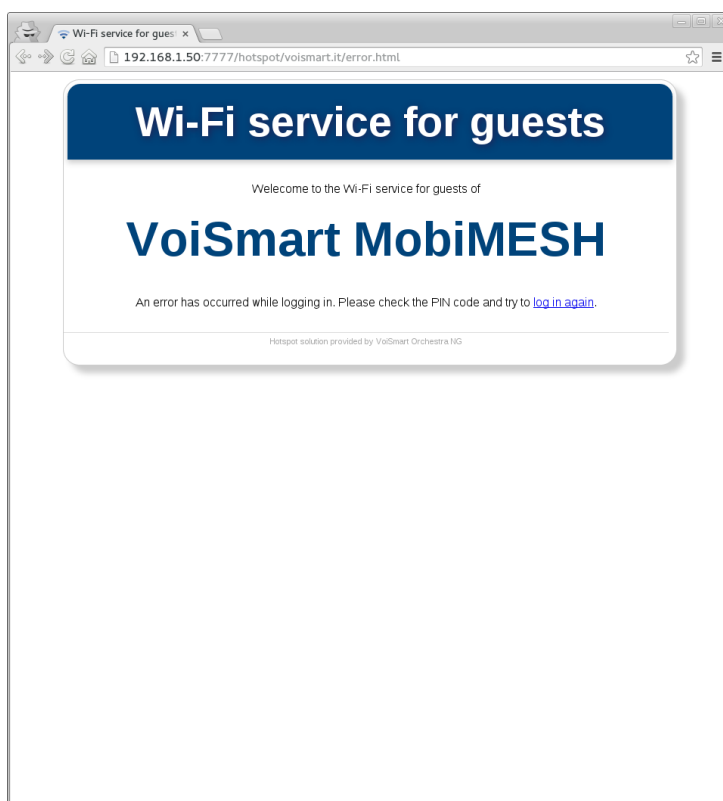 Wi-Fi service for gues
192.168.1.50:7777/hotspot/voismart.it/error.html
Wi-Fi service for guests
Welcome to the Wi-Fi service for guests of
VoiSmart MobiMESH
An error has occurred while logging in. Please check the PIN code and try to log in again.
Hotspot solution provided by VoiSmart Orchestra NG